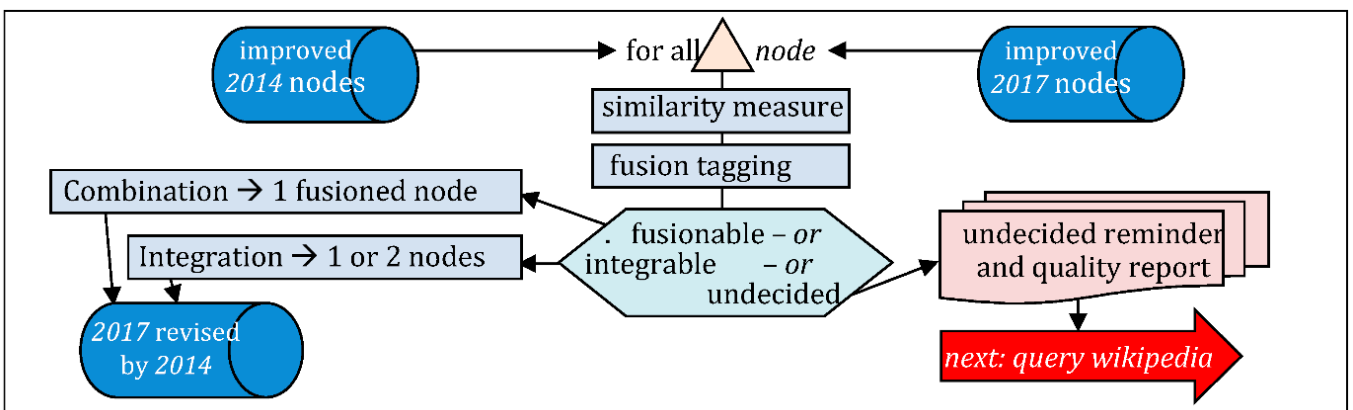 improved
2014 nodes
for all node
improved
2017 nodes
similarity measure
fusion tagging
Combination → 1 fusioned node
Integration → 1 or 2 nodes
. fusionable – or
integrable – or
undecided
undecided reminder
and quality report
2017 revised
by 2014
next: query wikipedia